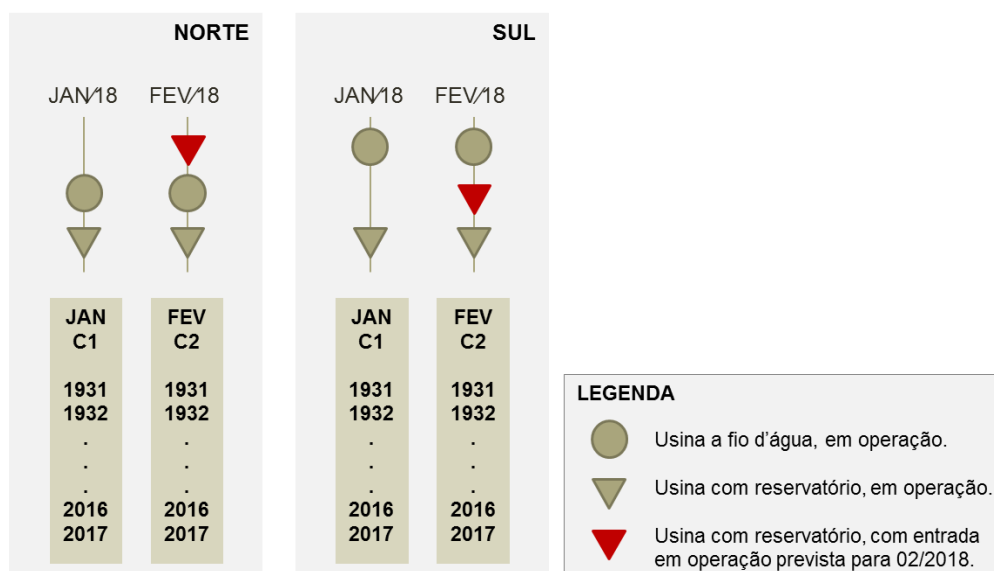 NORTE
JAN/18 FEV/18
JAN
C1
1931
1932
.
.
.
2016
2017
FEV
C2
1931
1932
.
.
.
2016
2017
SUL
JAN/18 FEV/18
JAN
C1
1931
1932
.
.
.
2016
2017
FEV
C2
1931
1932
.
.
.
2016
2017
LEGENDA
Usina a fio d'água, em operação.
Usina com reservatório, em operação.
Usina com reservatório, com entrada
em operação prevista para 02/2018.